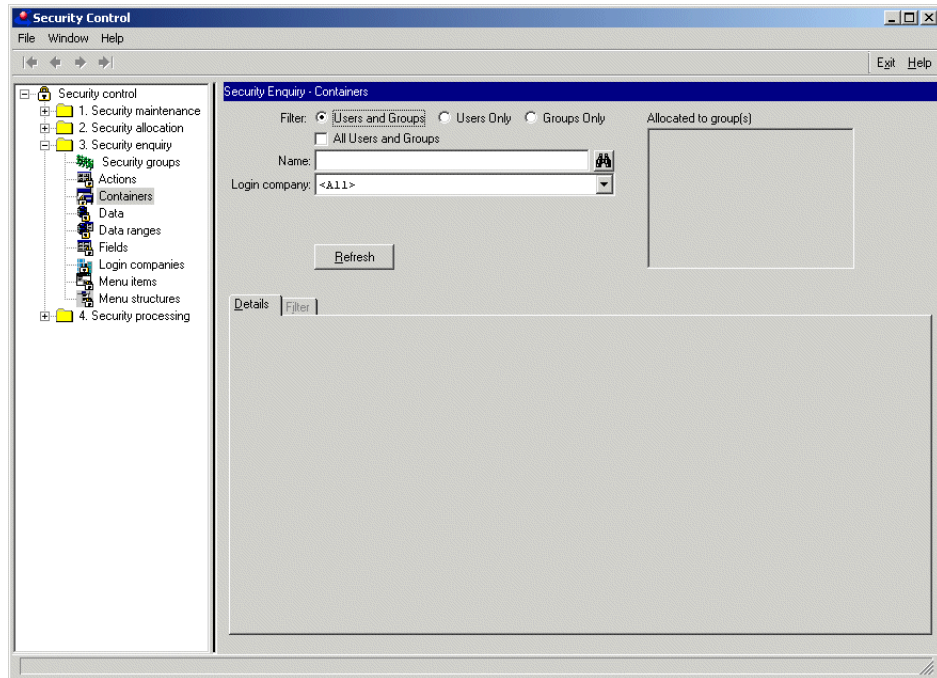 Security Control
File Window Help
Exit Help
Security control
1. Security maintenance
2. Security allocation
3. Security enquiry
Security groups
Actions
Containers
Data
Data ranges
Fields
Login companies
Menu items
Menu structures
4. Security processing
Security Enquiry - Containers
Filter: Users and Groups Users Only Groups Only
All Users and Groups
Name:
Login company: <All>
Refresh
Allocated to group(s)
Details Filter